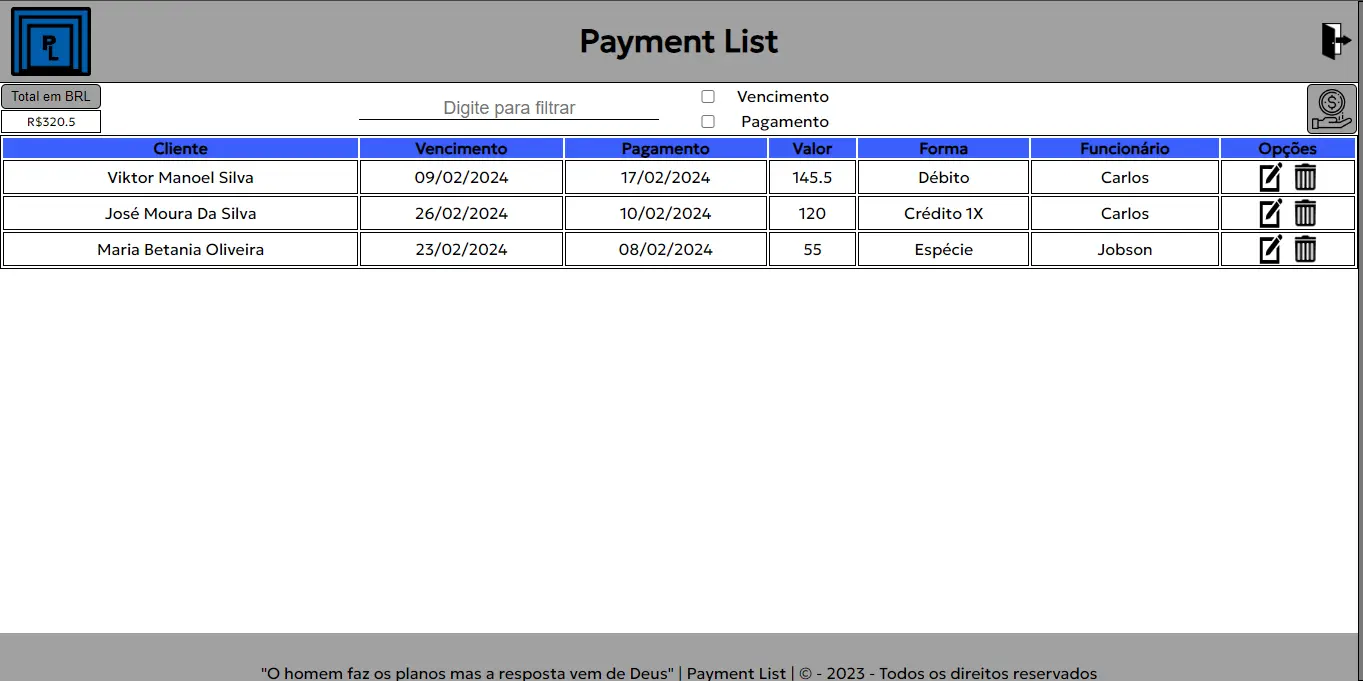 PL
Payment List
Total em BRL
R$320.5
Digite para filtrar
Vencimento
Pagamento
$
Cliente Vencimento Pagamento Valor Forma Funcionário Opções
Viktor Manoel Silva 09/02/2024 17/02/2024 145.5 Débito Carlos
José Moura Da Silva 26/02/2024 10/02/2024 120 Crédito 1X Carlos
Maria Betania Oliveira 23/02/2024 08/02/2024 55 Espécie Jobson
"O homem faz os planos mas a resposta vem de Deus" | Payment List | © - 2023 - Todos os direitos reservados